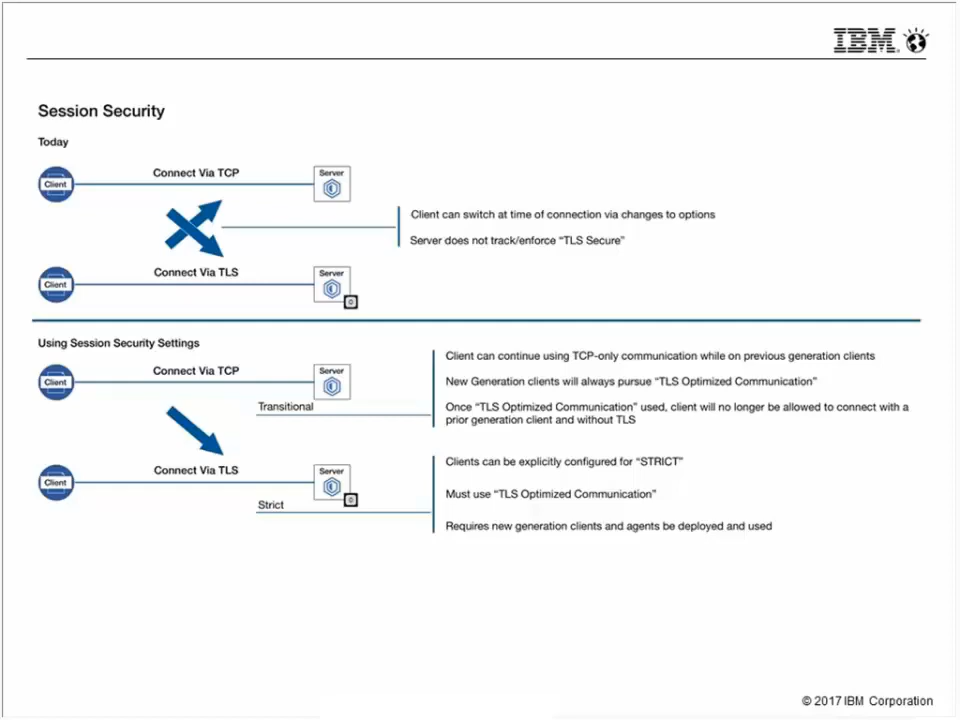 IBM
Session Security
Today
Client
Connect Via TCP
Server
Client can switch at time of connection via changes to options
Server does not track/enforce “TLS Secure”
Client
Connect Via TLS
Server
Using Session Security Settings
Client
Connect Via TCP
Server
Transitional
Client can continue using TCP-only communication while on previous generation clients
New Generation clients will always pursue “TLS Optimized Communication”
Once “TLS Optimized Communication” used, client will no longer be allowed to connect with a
prior generation client and without TLS
Client
Connect Via TLS
Server
Strict
Clients can be explicitly configured for “STRICT”
Must use “TLS Optimized Communication”
Requires new generation clients and agents be deployed and used
© 2017 IBM Corporation